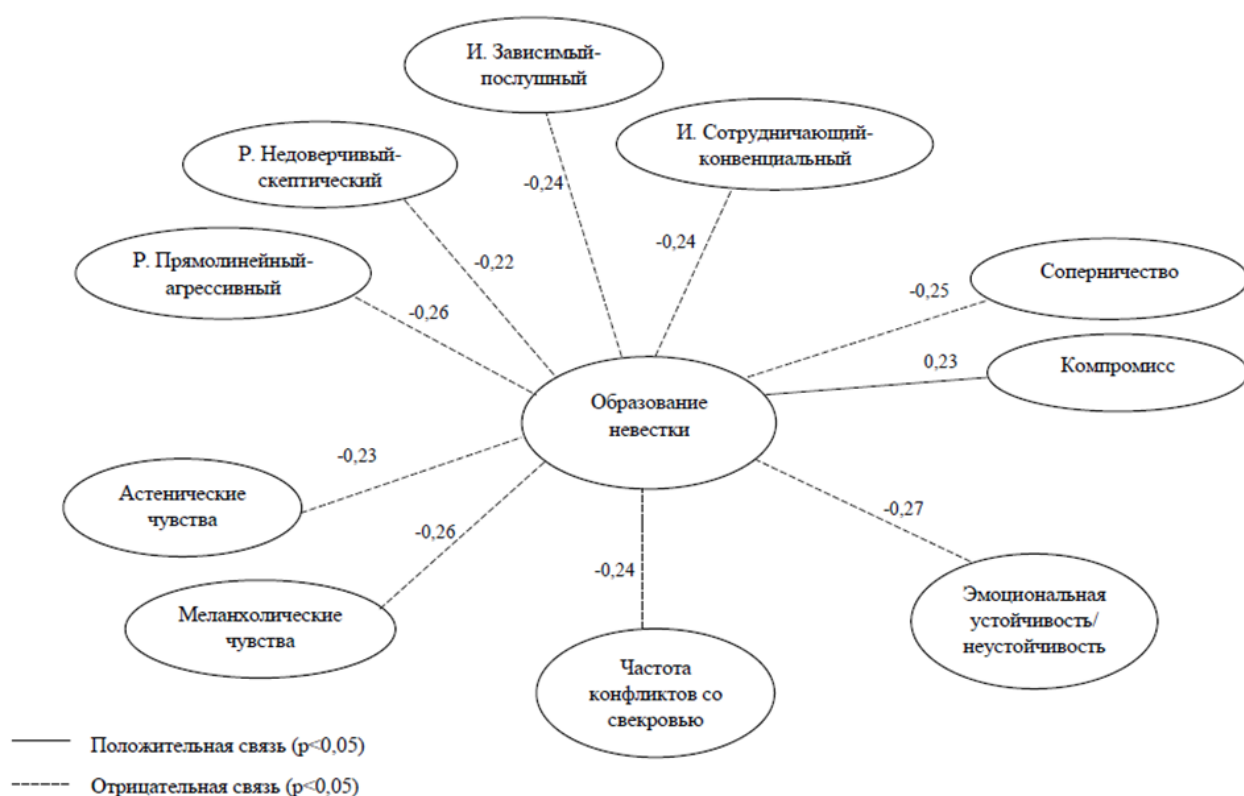 И. Зависимый-
послушный
И. Сотрудничающий-
конвенциальный
Р. Недоверчивый-
скептический
-0,24
-0,24
Р. Прямолинейный-
агрессивный
-0,22
Соперничество
-0,25
-0,26
0,23
Компромисс
Образование
невестки
-0,23
Астенические
чувства
-0,27
-0,26
-0,24
Меланхолические
чувства
Эмоциональная
устойчивость/
неустойчивость
Частота
конфликтов со
свекровью
Положительная связь (p<0,05)
Отрицательная связь (p<0,05)